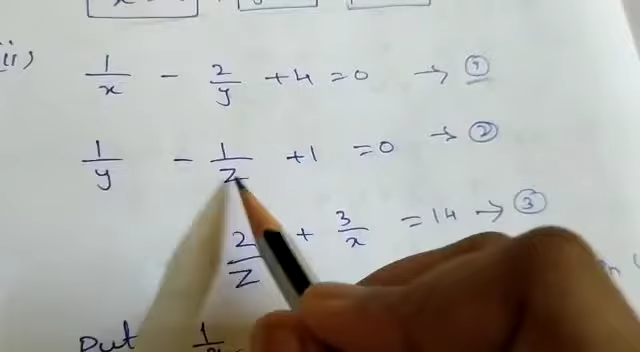 (ii) 1/x - 2/y + 4 = 0 → ①
1/y - 1/z + 1 = 0 → ②
2/z + 3/x = 14 → ③
Put 1/